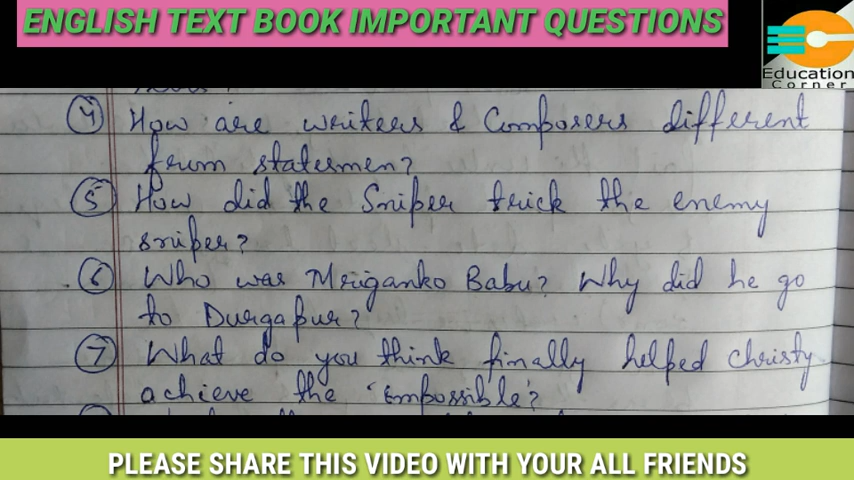 ENGLISH TEXT BOOK IMPORTANT QUESTIONS
Education
Corner
4 How are writers & Composers different
from statesmen?
5 How did the Sniper trick the enemy
sniper?
6 Who was Mriganko Babu? Why did he go
to Durgapur?
7 What do you think finally helped christy
achieve the 'impossible'?
PLEASE SHARE THIS VIDEO WITH YOUR ALL FRIENDS